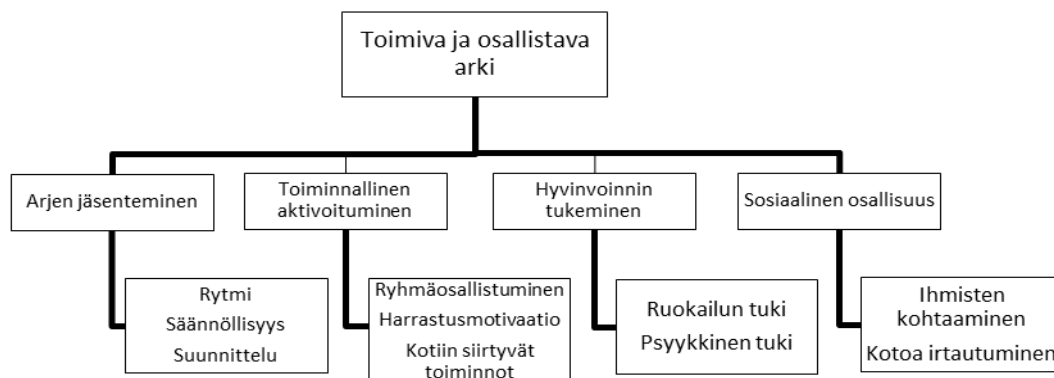 Toimiva ja osallistava
arki
Arjen jäsenteminen
Toiminnallinen
aktivoituminen
Hyvinvoinnin
tukeminen
Sosiaalinen osallisuus
Rytmi
Säännöllisyys
Suunnittelu
Ryhmäosallistuminen
Harrastusmotivaatio
Kotiin siirtyvät
toiminnot
Ruokailun tuki
Psyykkinen tuki
Ihmisten
kohtaaminen
Kotoa irtautuminen